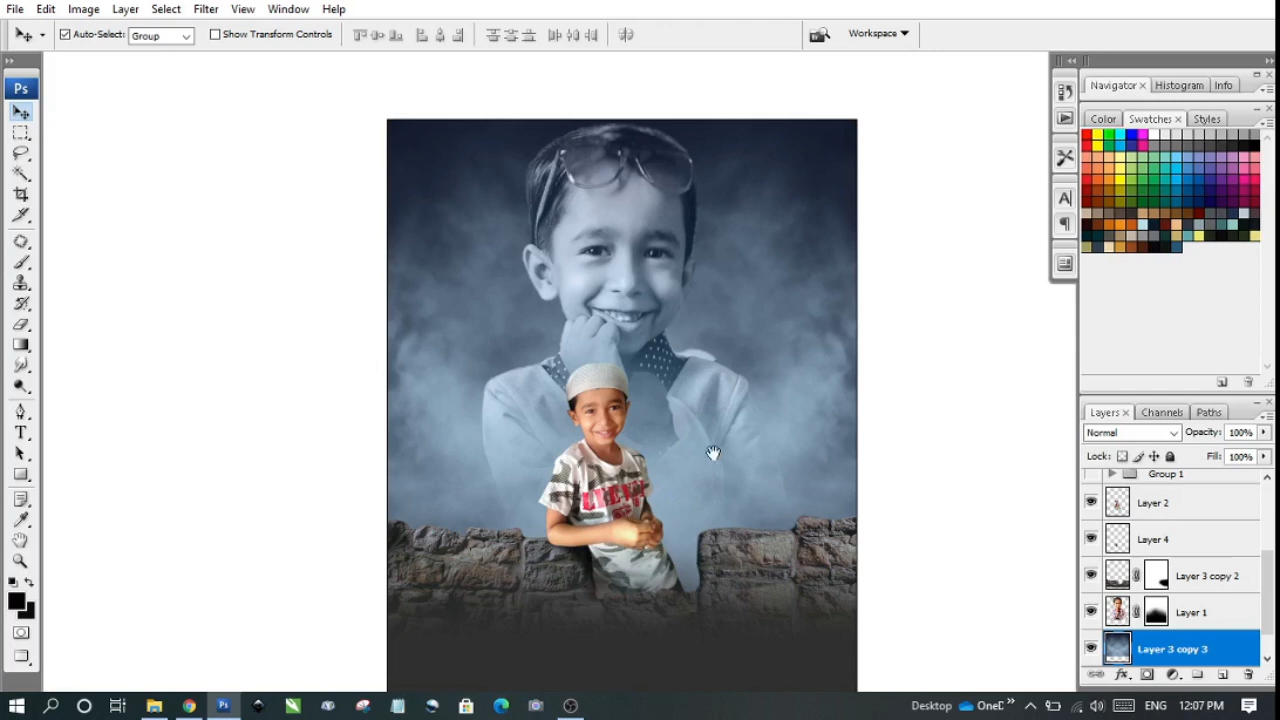 File Edit Image Layer Select Filter View Window Help
Auto-Select: Group Show Transform Controls Workspace
Ps
Navigator Histogram Info
Color Swatches Styles
Layers Channels Paths
Normal Opacity: 100%
Lock: Fill: 100%
Group 1
Layer 2
Layer 4
Layer 3 copy 2
Layer 1
Layer 3 copy 3
Desktop OneD ENG 12:07 PM